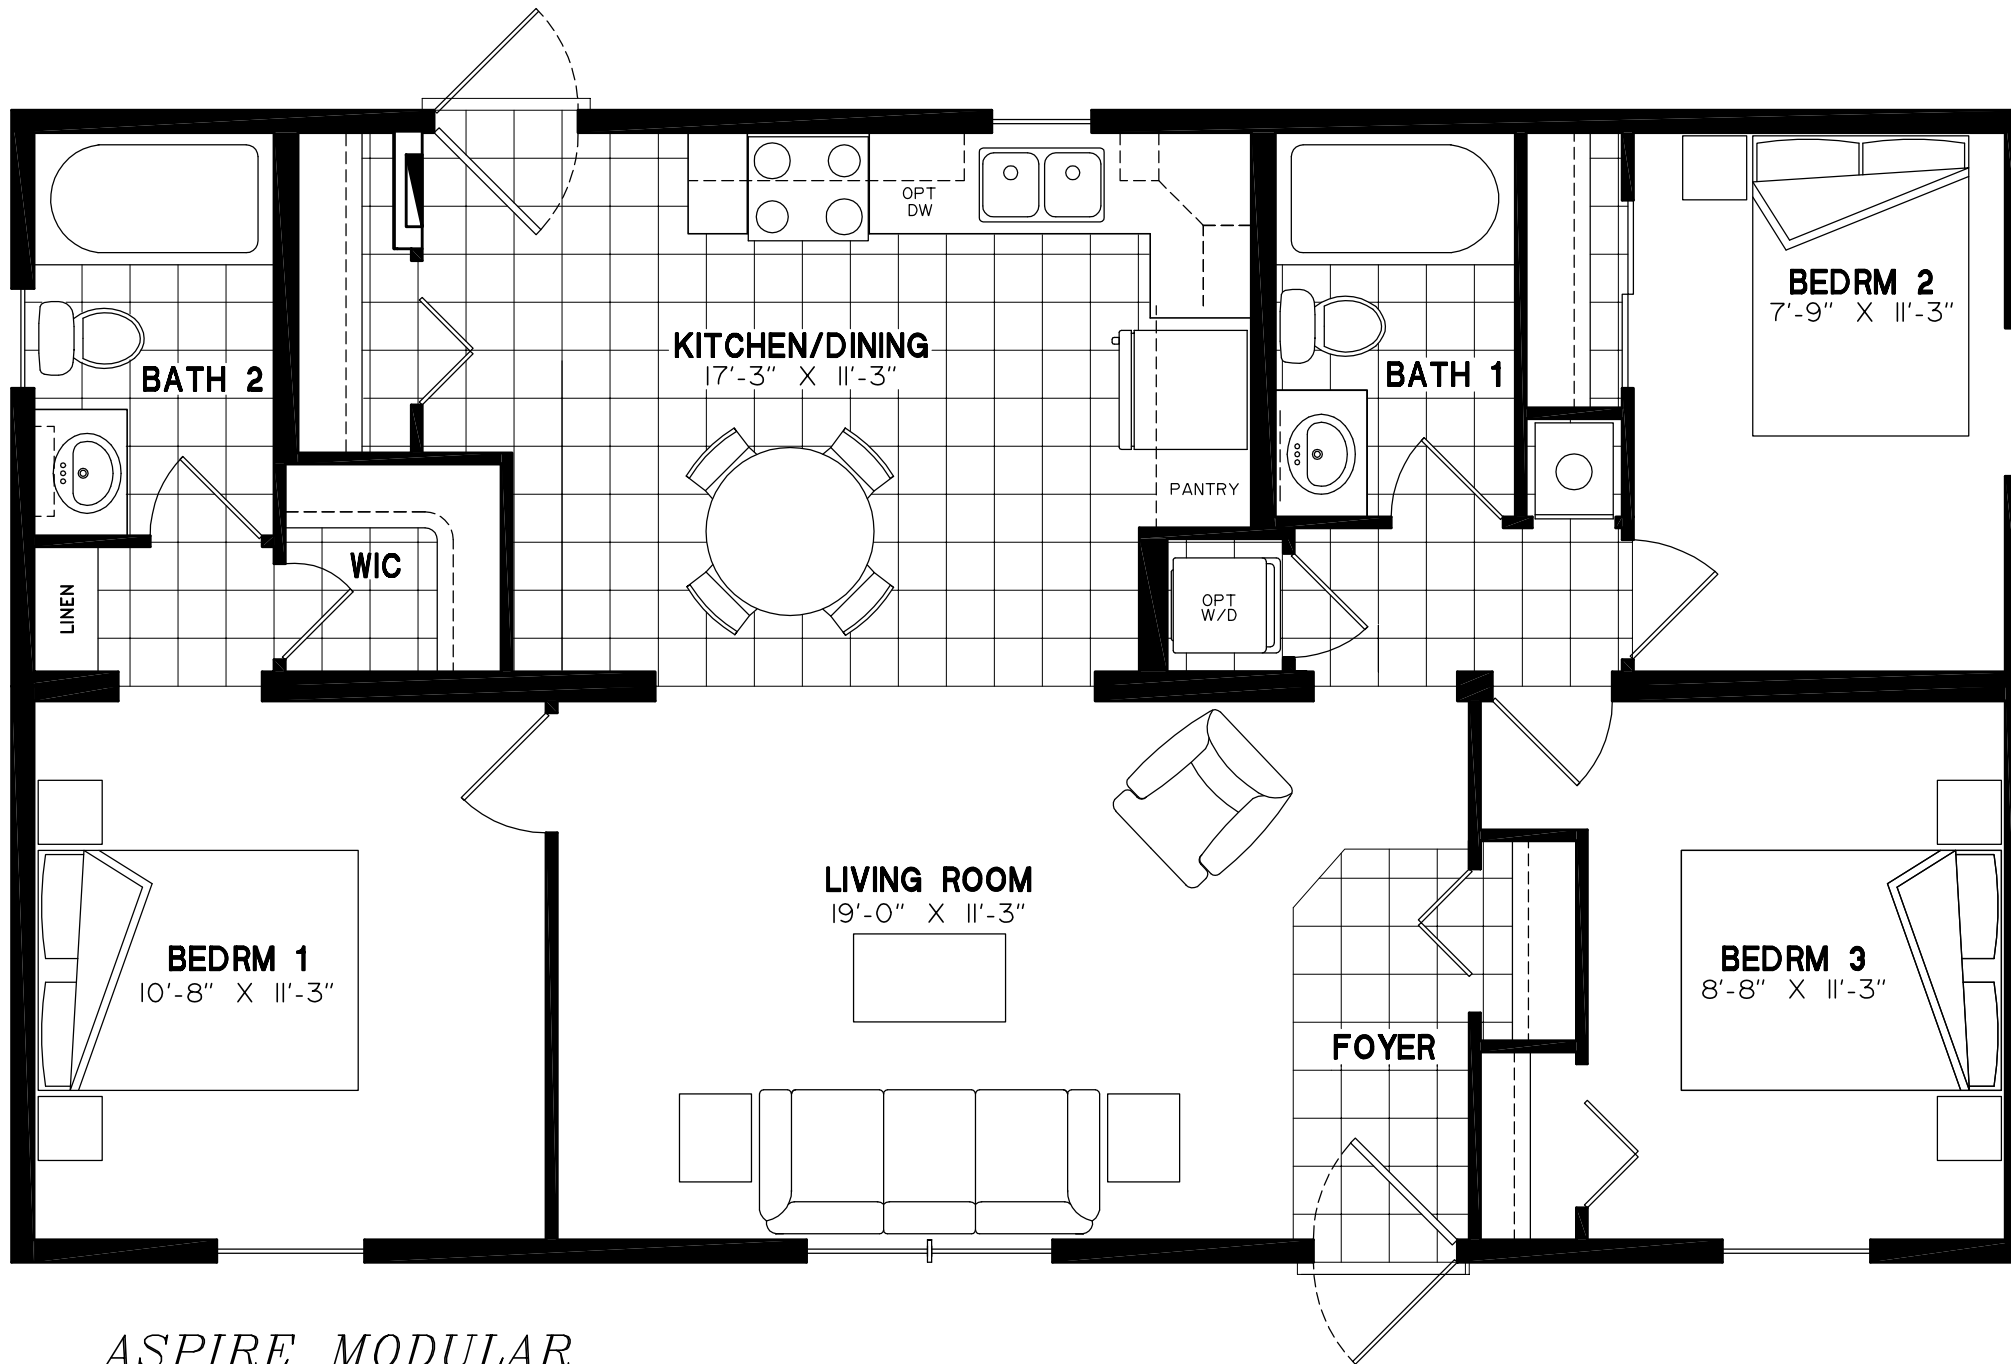 OPT
DW
BEDRM 2
7'-9" X 11'-3"
KITCHEN/DINING
17'-3" X 11'-3"
BATH 2
BATH 1
PANTRY
WIC
LINEN
OPT
W/D
LIVING ROOM
19'-0" X 11'-3"
BEDRM 1
10'-8" X 11'-3"
BEDRM 3
8'-8" X 11'-3"
FOYER
ASPIRE MODULAR